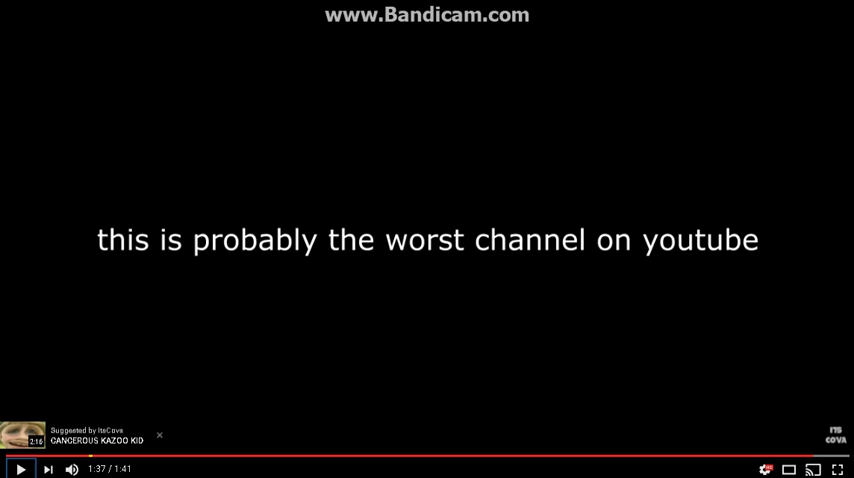 www.Bandicam.com
this is probably the worst channel on youtube
Suggested by ItsCova
CANCEROUS KAZOO KID
2:16
ITS
COVA
1:37 / 1:41